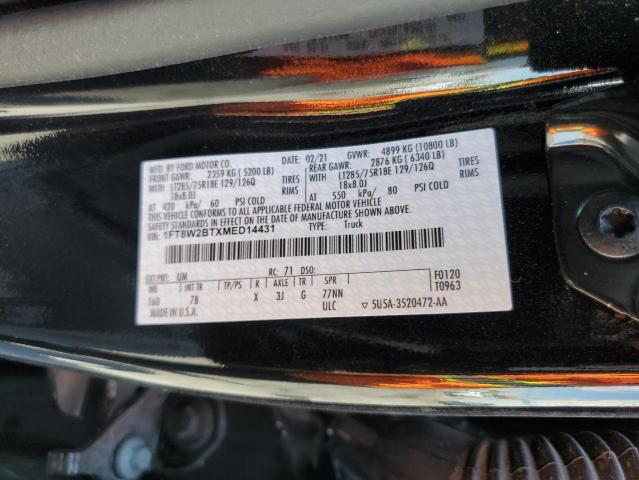 MFD. BY FORD MOTOR CO.
02/21 GVWR: 4899 KG (10800 LB)
FRONT GAWR: 2359 KG ( 5200 LB)
REAR GAWR: 2876 KG ( 6340 LB)
WITH LT285/75R18E 129/126Q TIRES
18x8.0J RIMS
WITH LT285/75R18E 129/126Q TIRES
18x8.0J RIMS
AT 420 kPa/ 60 PSI COLD
AT 550 kPa/ 80 PSI COLD
THIS VEHICLE CONFORMS TO ALL APPLICABLE FEDERAL MOTOR VEHICLE
SAFETY STANDARDS IN EFFECT ON THE DATE OF MANUFACTURE SHOWN ABOVE.
VIN: 1FT8W2BTXMED14431
TYPE: Truck
EXT PNT: UM RC: 71 DSO:
WB INT TR TP/PS R AXLE TR SPR
160 7B X 3J G 77NN
ULC
F0120
T0963
MADE IN U.S.A.
▽ 5U5A-3520472-AA